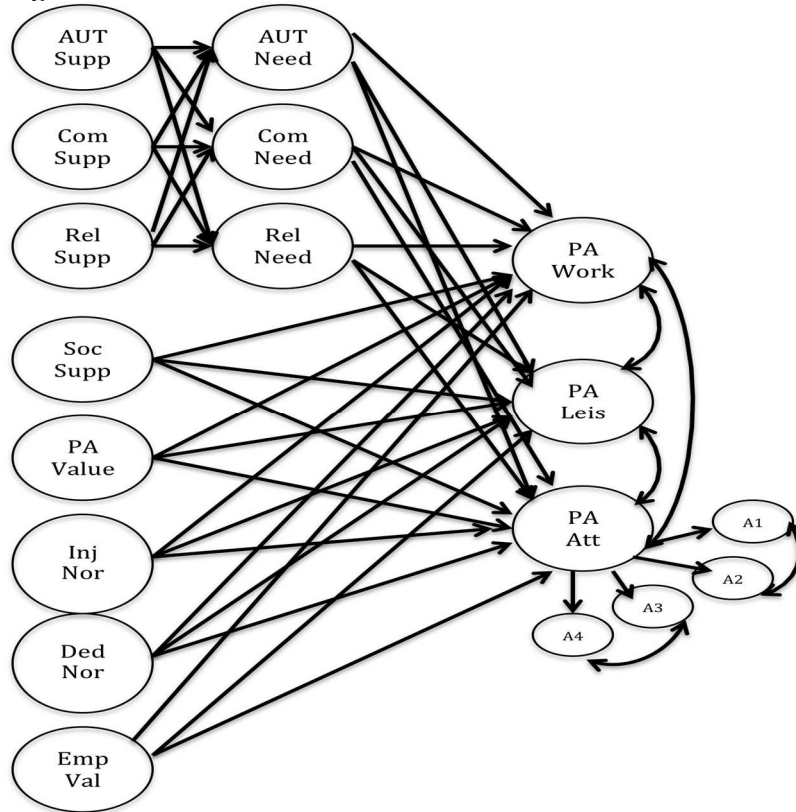 AUT
Supp
AUT
Need
Com
Supp
Com
Need
Rel
Supp
Rel
Need
PA
Work
Soc
Supp
PA
Leis
PA
Value
PA
Att
A1
Inj
Nor
A2
A3
A4
Ded
Nor
Emp
Val